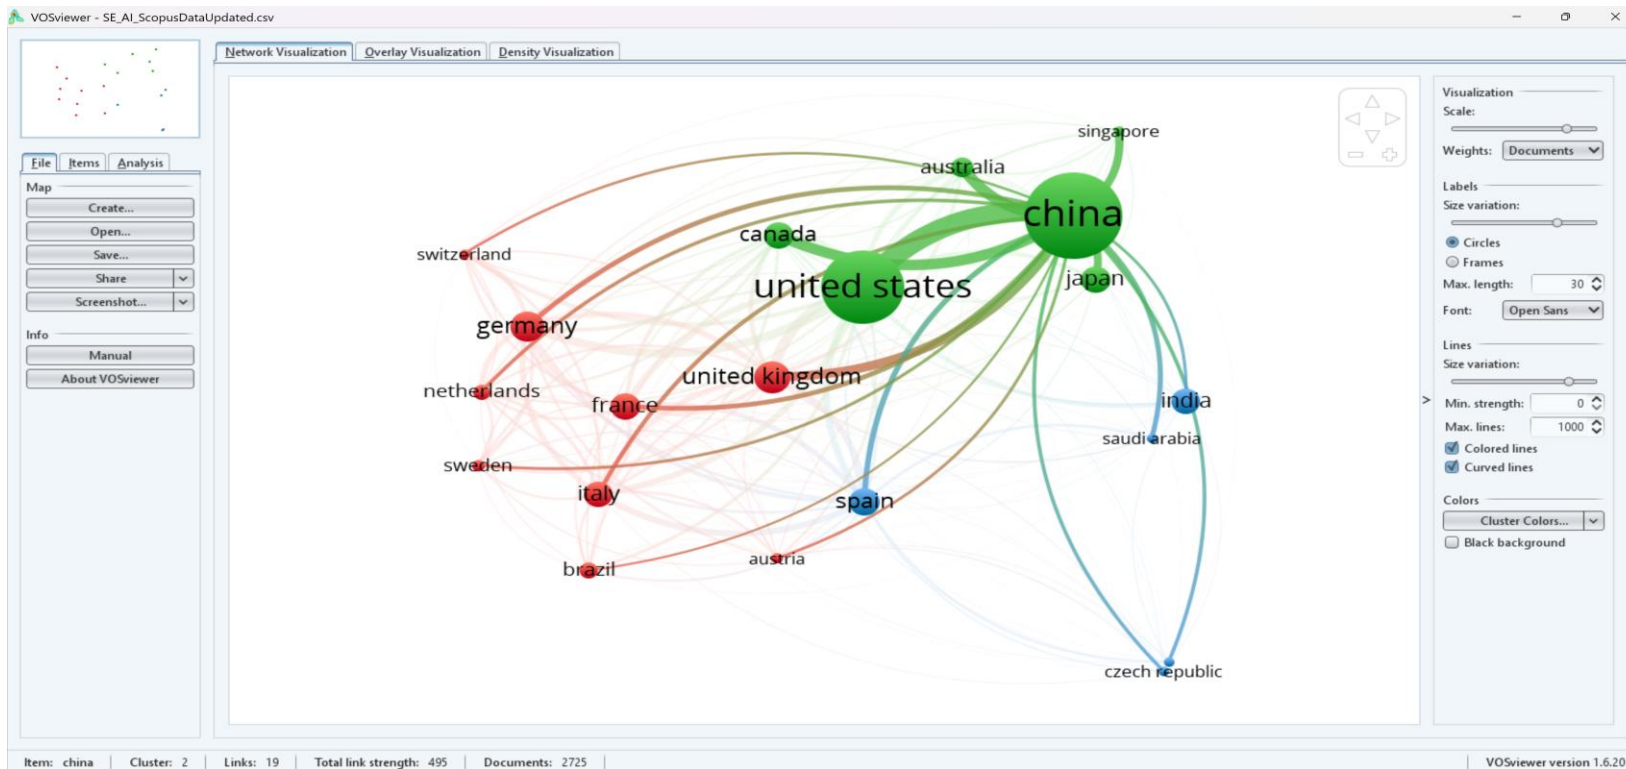 VOSviewer - SE_AI_ScopusDataUpdated.csv
Network Visualization Overlay Visualization Density Visualization
File Items Analysis
Map
Create...
Open...
Save...
Share
Screenshot...
Info
Manual
About VOSviewer
singapore
australia
china
canada
switzerland
united states
japan
germany
united kingdom
netherlands
france
india
saudi arabia
sweden
italy
spain
austria
brazil
czech republic
>
Visualization
Scale:
Weights: Documents
Labels
Size variation:
Circles
Frames
Max. length: 30
Font: Open Sans
Lines
Size variation:
Min. strength: 0
Max. lines: 1000
Colored lines
Curved lines
Colors
Cluster Colors...
Black background
Item: china Cluster: 2 Links: 19 Total link strength: 495 Documents: 2725 VOSviewer version 1.6.20